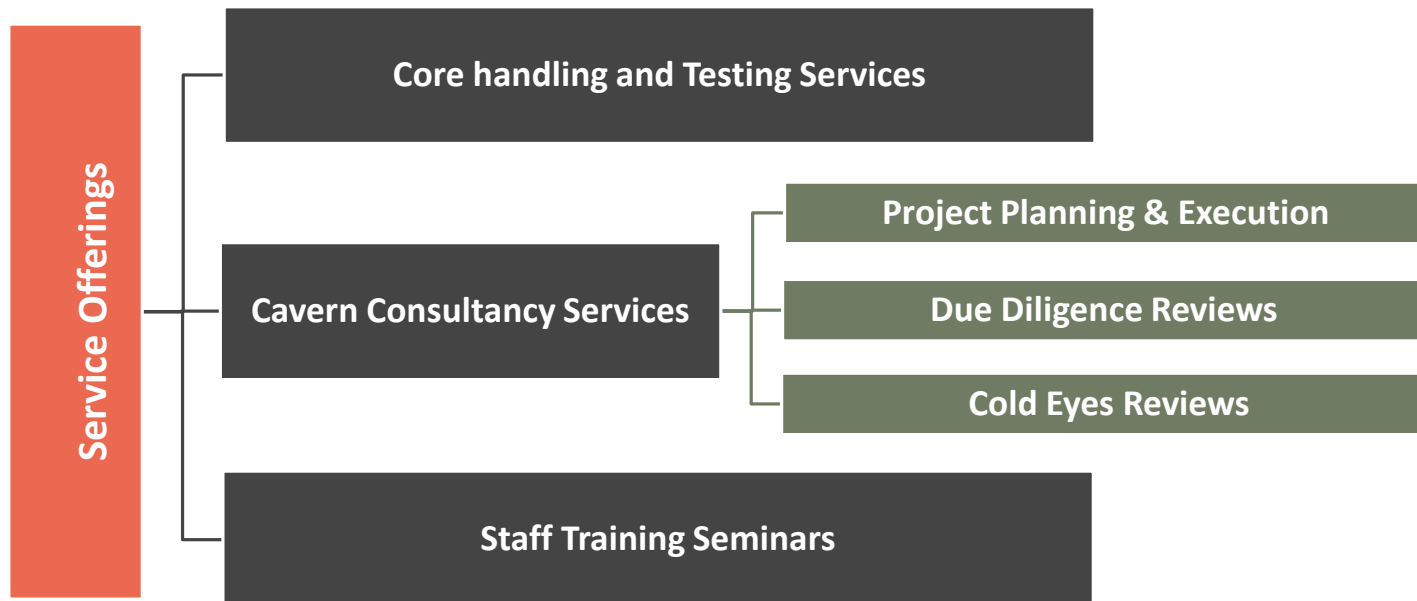 Service Offerings
Core handling and Testing Services
Cavern Consultancy Services
Project Planning & Execution
Due Diligence Reviews
Cold Eyes Reviews
Staff Training Seminars